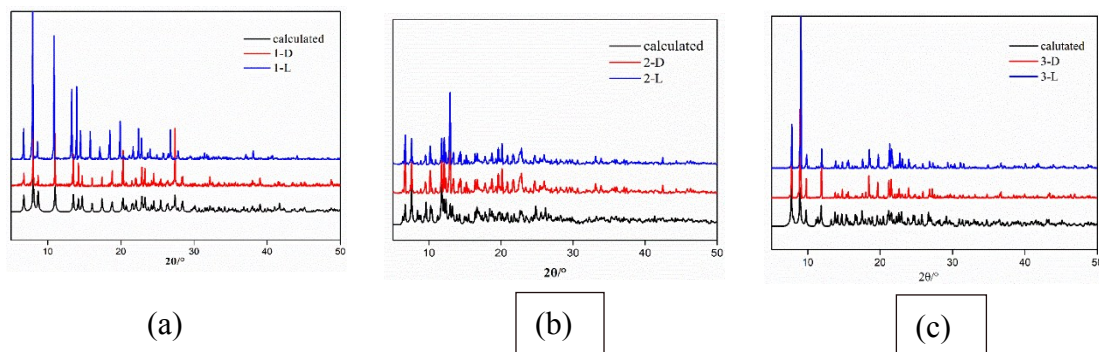 calculated
1-D
1-L
10 20 30 40 50
2θ/°
(a)
calculated
2-D
2-L
10 20 30 40 50
2θ/°
(b)
calutated
3-D
3-L
10 20 30 40 50
2θ/°
(c)